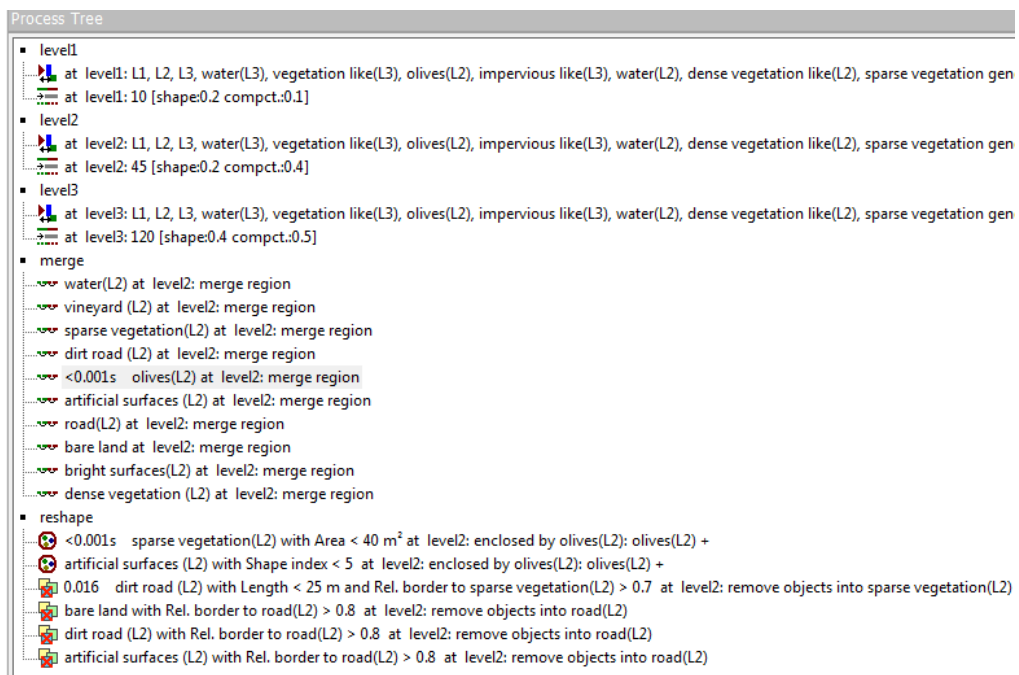 Process Tree
level1
at level1: L1, L2, L3, water(L3), vegetation like(L3), olives(L2), impervious like(L3), water(L2), dense vegetation like(L2), sparse vegetation gen
at level1: 10 [shape:0.2 compct.:0.1]
level2
at level2: L1, L2, L3, water(L3), vegetation like(L3), olives(L2), impervious like(L3), water(L2), dense vegetation like(L2), sparse vegetation gen
at level2: 45 [shape:0.2 compct.:0.4]
level3
at level3: L1, L2, L3, water(L3), vegetation like(L3), olives(L2), impervious like(L3), water(L2), dense vegetation like(L2), sparse vegetation gen
at level3: 120 [shape:0.4 compct.:0.5]
merge
water(L2) at level2: merge region
vineyard (L2) at level2: merge region
sparse vegetation(L2) at level2: merge region
dirt road (L2) at level2: merge region
<0.001s olives(L2) at level2: merge region
artificial surfaces (L2) at level2: merge region
road(L2) at level2: merge region
bare land at level2: merge region
bright surfaces(L2) at level2: merge region
dense vegetation (L2) at level2: merge region
reshape
<0.001s sparse vegetation(L2) with Area < 40 m² at level2: enclosed by olives(L2): olives(L2) +
artificial surfaces (L2) with Shape index < 5 at level2: enclosed by olives(L2): olives(L2) +
0.016 dirt road (L2) with Length < 25 m and Rel. border to sparse vegetation(L2) > 0.7 at level2: remove objects into sparse vegetation(L2)
bare land with Rel. border to road(L2) > 0.8 at level2: remove objects into road(L2)
dirt road (L2) with Rel. border to road(L2) > 0.8 at level2: remove objects into road(L2)
artificial surfaces (L2) with Rel. border to road(L2) > 0.8 at level2: remove objects into road(L2)